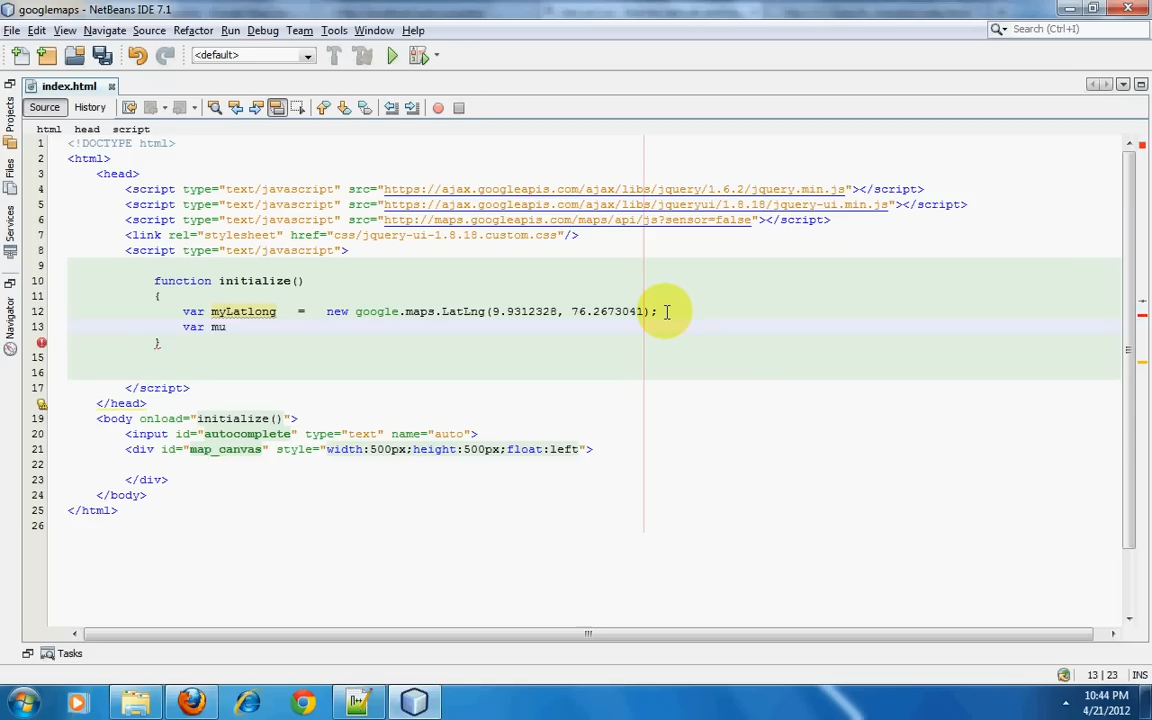 googlemaps - NetBeans IDE 7.1
File Edit View Navigate Source Refactor Run Debug Team Tools Window Help
<default> Search (Ctrl+I)
index.html
Source History
html head script
Projects
Files
Services
Navigator
1 <!DOCTYPE html>
2 <html>
3 <head>
4 <script type="text/javascript" src="https://ajax.googleapis.com/ajax/libs/jquery/1.6.2/jquery.min.js"></script>
5 <script type="text/javascript" src="https://ajax.googleapis.com/ajax/libs/jqueryui/1.8.18/jquery-ui.min.js"></script>
6 <script type="text/javascript" src="http://maps.googleapis.com/maps/api/js?sensor=false"></script>
7 <link rel="stylesheet" href="css/jquery-ui-1.8.18.custom.css"/>
8 <script type="text/javascript">
9
10 function initialize()
11 {
12 var myLatlong = new google.maps.LatLng(9.9312328, 76.2673041);
13 var mu
}
15
16
17 </script>
</head>
19 <body onload="initialize()">
20 <input id="autocomplete" type="text" name="auto">
21 <div id="map_canvas" style="width:500px;height:500px;float:left">
22
23 </div>
24 </body>
25 </html>
26
Tasks
13 | 23 INS
10:44 PM
4/21/2012